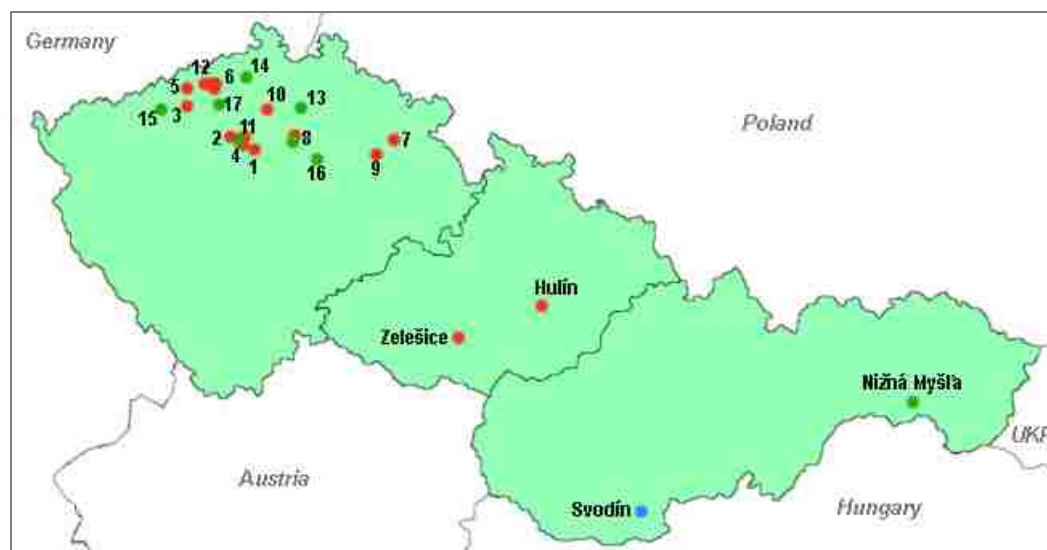 Germany
12
6
14
5
3
17
10
13
15
2
11
4
1
8
16
7
9
Poland
Hulín
Zelešice
Nižná Myšľa
UKR
Austria
Svodín
Hungary